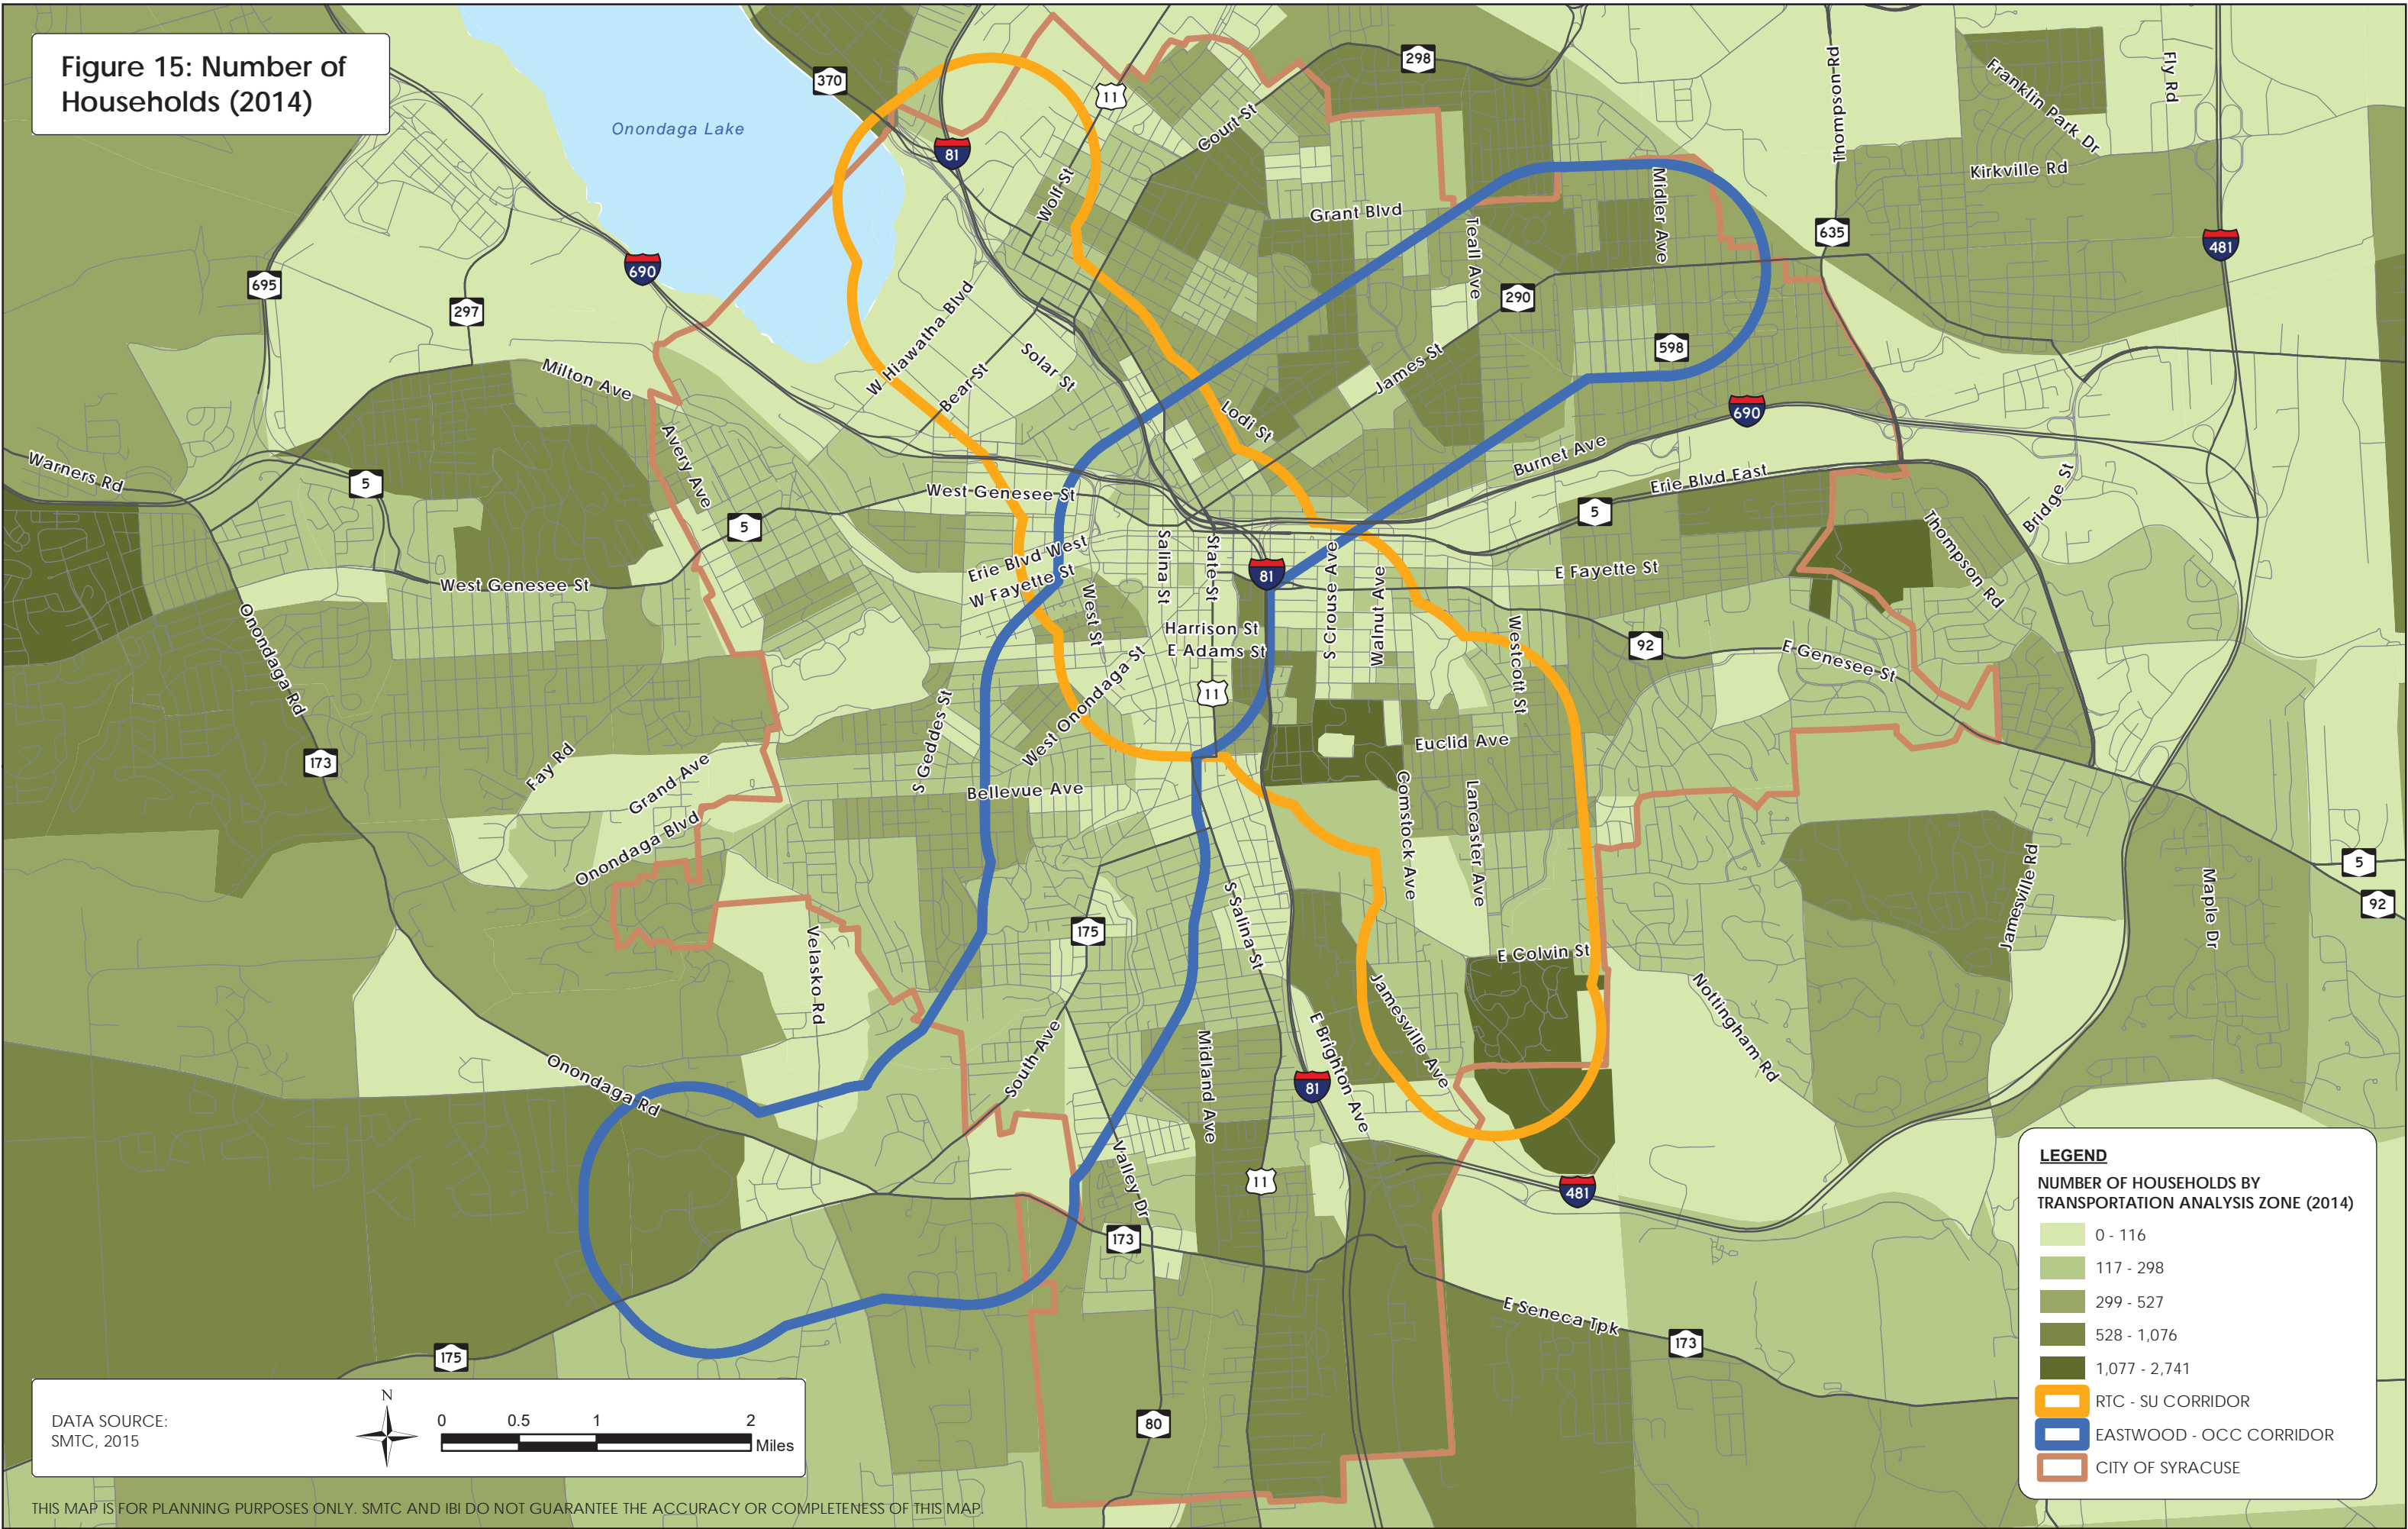 Figure 15: Number of
Households (2014)
Onondaga Lake
370
81
11
298
Court St
Wolf St
Thompson Rd
Franklin Park Dr
Fly Rd
Kirkville Rd
Grant Blvd
Teall Ave
Midler Ave
635
481
695
297
690
290
598
W Hiawatha Blvd
Bear St
Solar St
James St
Lodi St
Milton Ave
Avery Ave
690
Burnet Ave
Erie Blvd East
Warners Rd
5
5
West Genesee St
5
Bridge St
Thompson Rd
Erie Blvd West
W Fayette St
West St
Salina St
State St
81
S Crouse Ave
Walnut Ave
E Fayette St
West Genesee St
Harrison St
E Adams St
Westcott St
92
E Genesee St
Onondaga Rd
173
11
West Onondaga St
S Geddes St
Euclid Ave
Fay Rd
Grand Ave
Bellevue Ave
Onondaga Blvd
Comstock Ave
Lancaster Ave
5
92
Maple Dr
Jamesville Rd
175
S Salina St
Velasko Rd
E Colvin St
Nottingham Rd
Jamesville Ave
E Brighton Ave
81
Midland Ave
South Ave
Onondaga Rd
Valley Dr
11
173
481
E Seneca Tpk
173
175
80
LEGEND
NUMBER OF HOUSEHOLDS BY
TRANSPORTATION ANALYSIS ZONE (2014)
0 - 116
117 - 298
299 - 527
528 - 1,076
1,077 - 2,741
RTC - SU CORRIDOR
EASTWOOD - OCC CORRIDOR
CITY OF SYRACUSE
DATA SOURCE:
SMTC, 2015
N
0 0.5 1 2
Miles
THIS MAP IS FOR PLANNING PURPOSES ONLY. SMTC AND IBI DO NOT GUARANTEE THE ACCURACY OR COMPLETENESS OF THIS MAP.